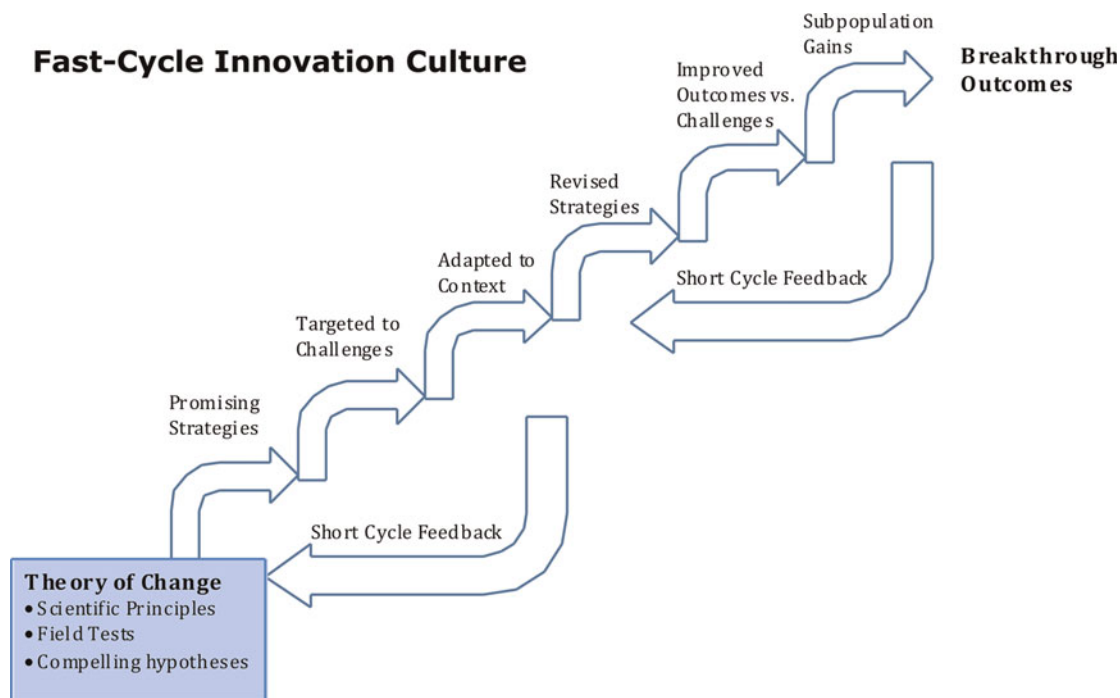 Fast-Cycle Innovation Culture
Subpopulation
Gains
Breakthrough
Outcomes
Improved
Outcomes vs.
Challenges
Revised
Strategies
Adapted to
Context
Short Cycle Feedback
Targeted to
Challenges
Promising
Strategies
Short Cycle Feedback
Theory of Change
• Scientific Principles
• Field Tests
• Compelling hypotheses